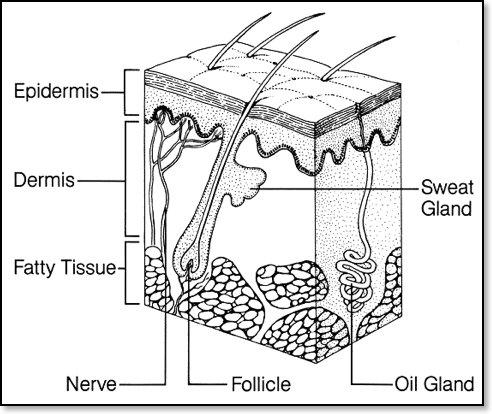 Epidermis
Dermis
Sweat
Gland
Fatty Tissue
Nerve
Follicle
Oil Gland